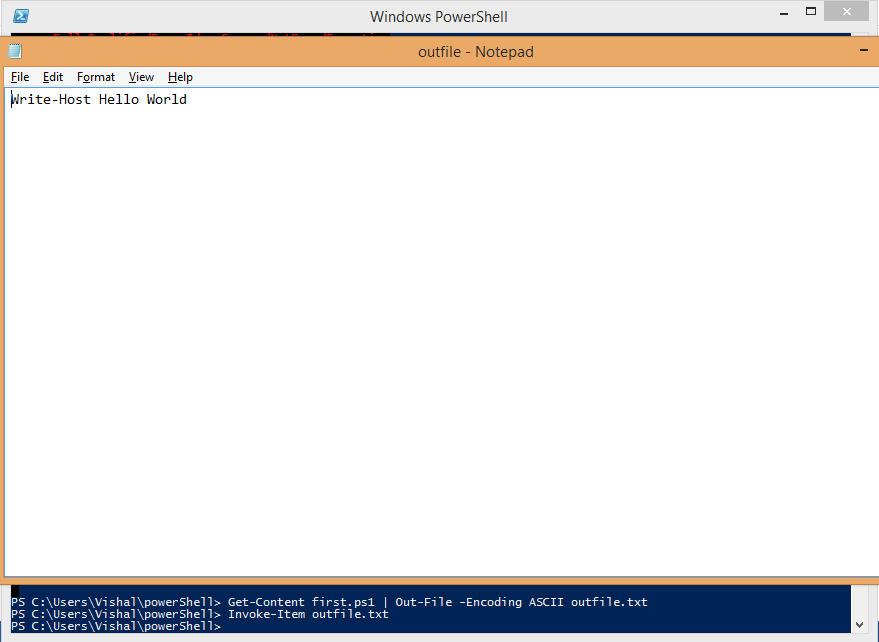 Windows PowerShell
outfile - Notepad
File Edit Format View Help
Write-Host Hello World
PS C:\Users\Vishal\powerShell> Get-Content first.ps1 | Out-File -Encoding ASCII outfile.txt
PS C:\Users\Vishal\powerShell> Invoke-Item outfile.txt
PS C:\Users\Vishal\powerShell>